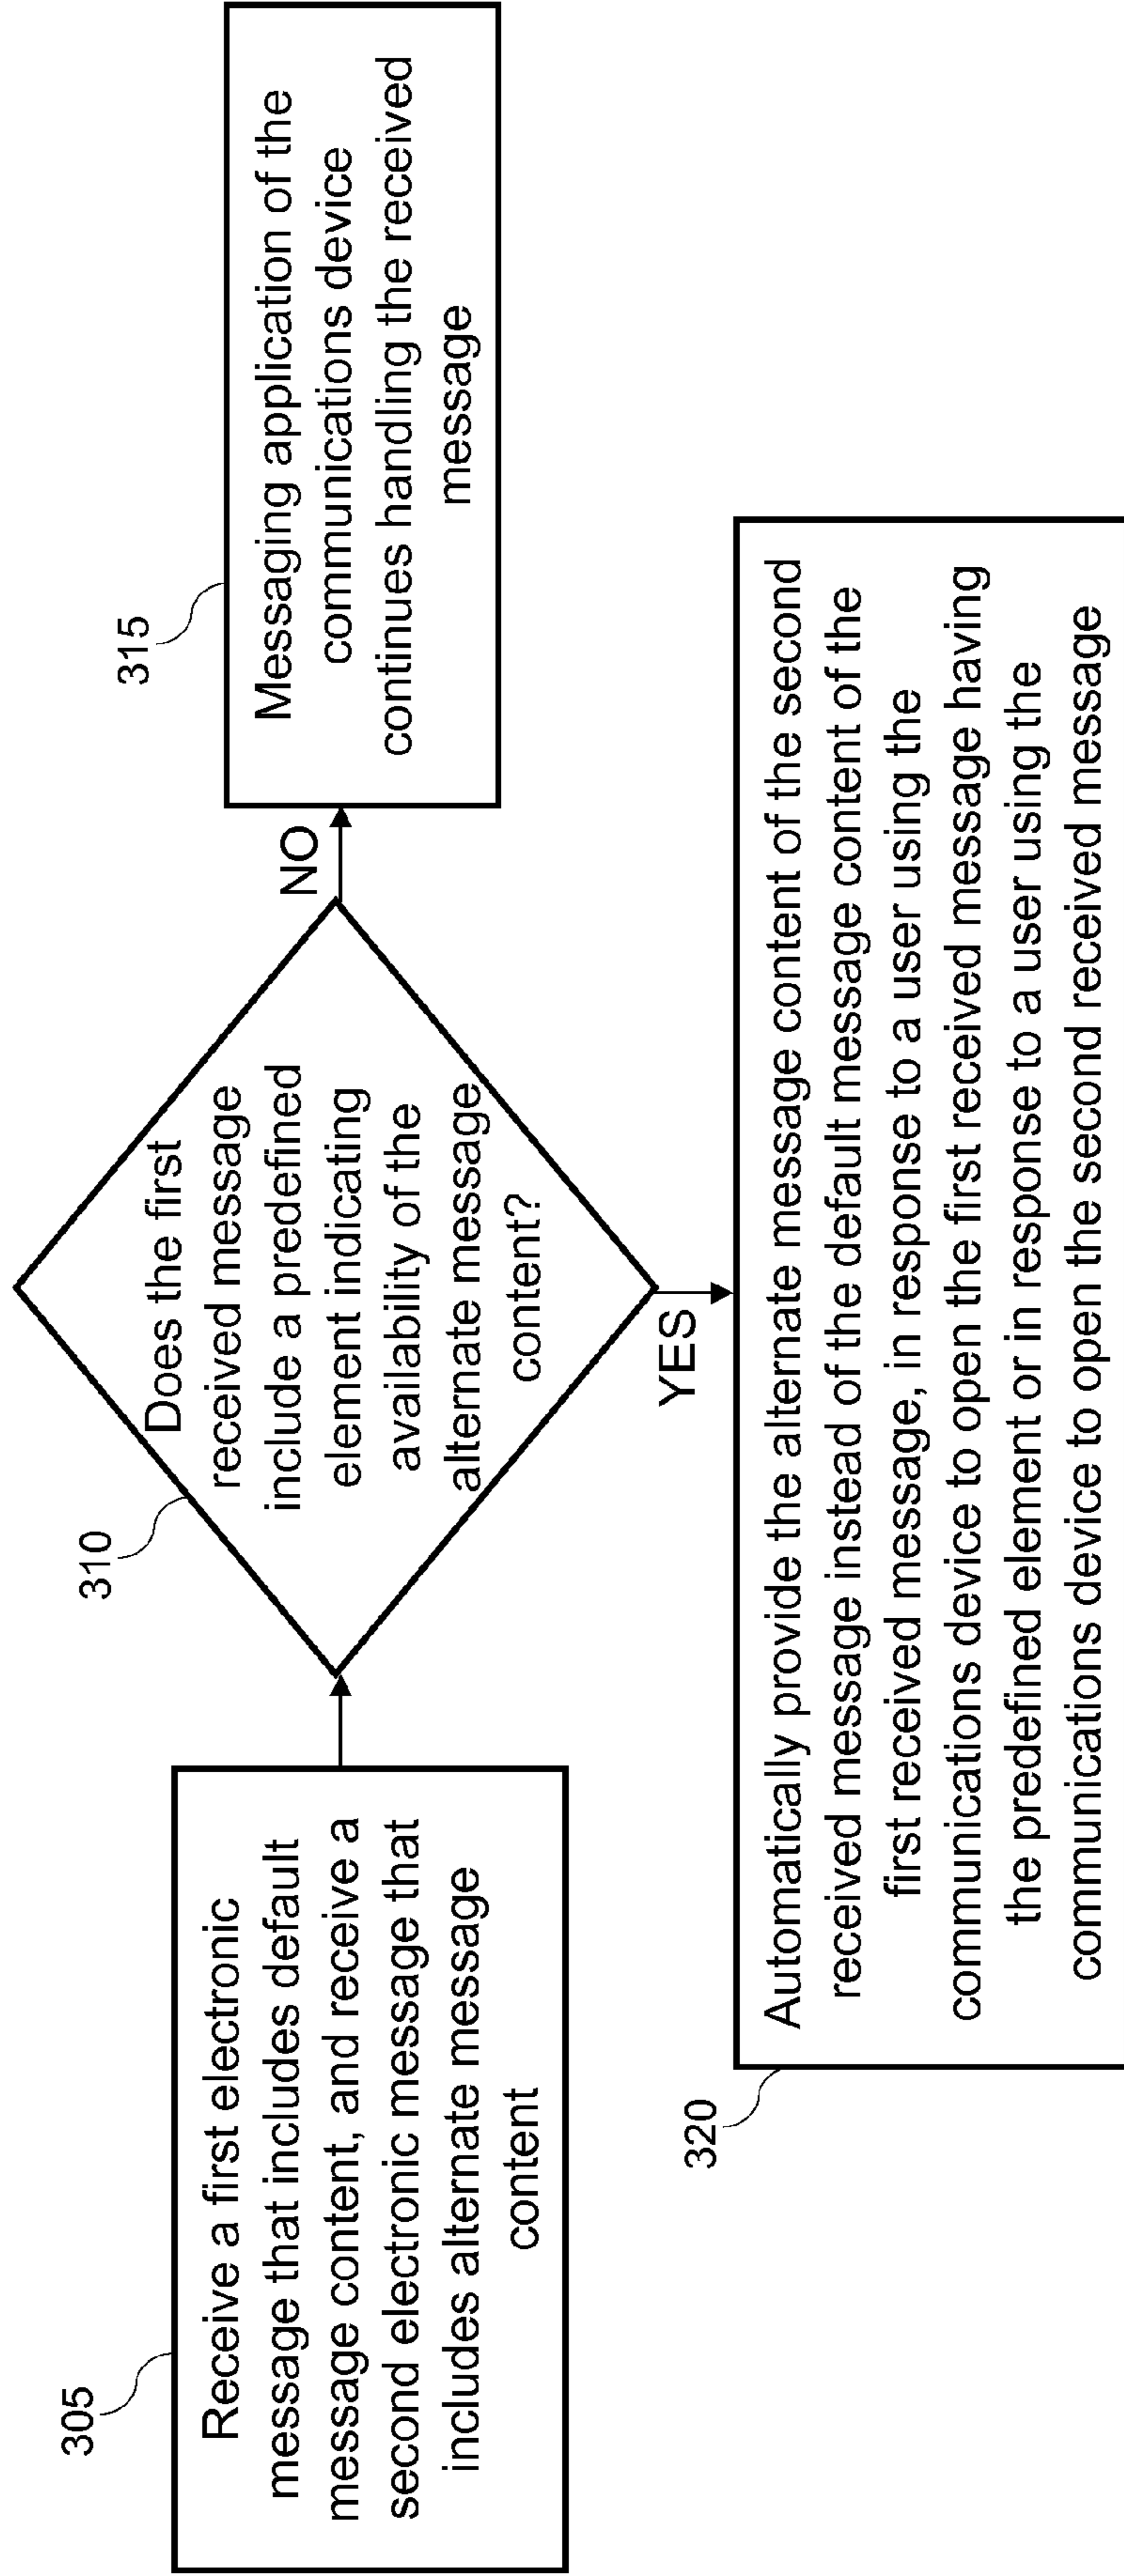 305
Receive a first electronic
message that includes default
message content, and receive a
second electronic message that
includes alternate message
content
310
Does the first
received message
include a predefined
element indicating
availability of the
alternate message
content?
NO
315
Messaging application of the
communications device
continues handling the received
message
YES
320
Automatically provide the alternate message content of the second
received message instead of the default message content of the
first received message, in response to a user using the
communications device to open the first received message having
the predefined element or in response to a user using the
communications device to open the second received message